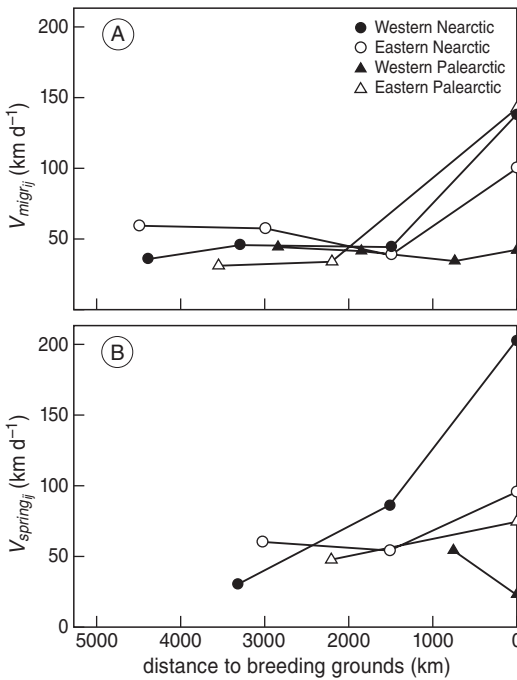 200
150
100
50
V_migr_ij (km d⁻¹)
A
Western Nearctic
Eastern Nearctic
Western Palearctic
Eastern Palearctic
200
150
100
50
0
V_spring_ij (km d⁻¹)
B
5000 4000 3000 2000 1000 0
distance to breeding grounds (km)